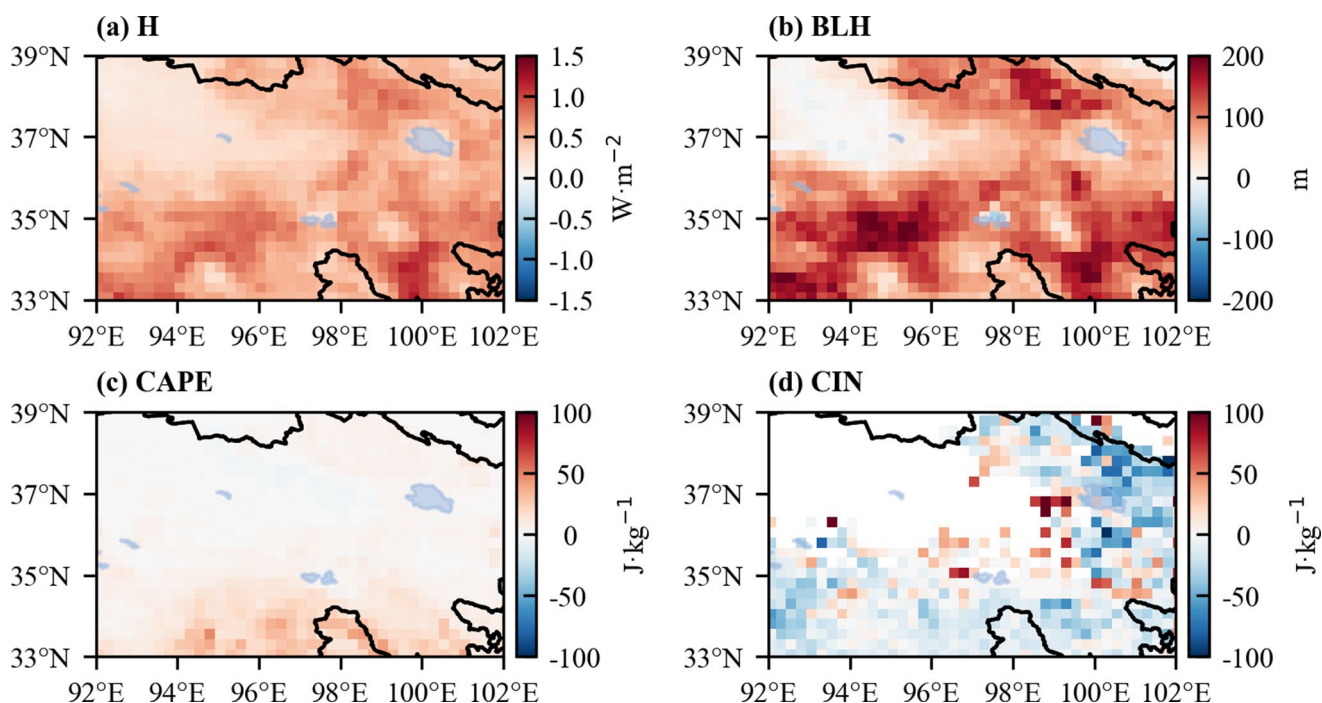 (a) H
39°N
37°N
35°N
33°N
92°E 94°E 96°E 98°E 100°E 102°E
1.5
1.0
0.5
0.0
-0.5
-1.0
-1.5
W·m⁻²
(b) BLH
39°N
37°N
35°N
33°N
92°E 94°E 96°E 98°E 100°E 102°E
200
100
0
-100
-200
m
(c) CAPE
39°N
37°N
35°N
33°N
92°E 94°E 96°E 98°E 100°E 102°E
100
50
0
-50
-100
J·kg⁻¹
(d) CIN
39°N
37°N
35°N
33°N
92°E 94°E 96°E 98°E 100°E 102°E
100
50
0
-50
-100
J·kg⁻¹